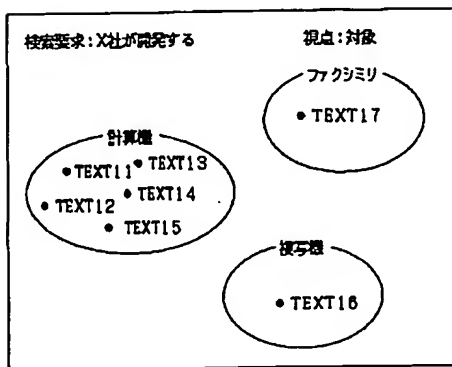 検索要求:X社が開発する
視点:対象
ファクシミリ
TEXT17
計算機
TEXT13
TEXT11
TEXT14
TEXT12
TEXT15
複写機
TEXT16